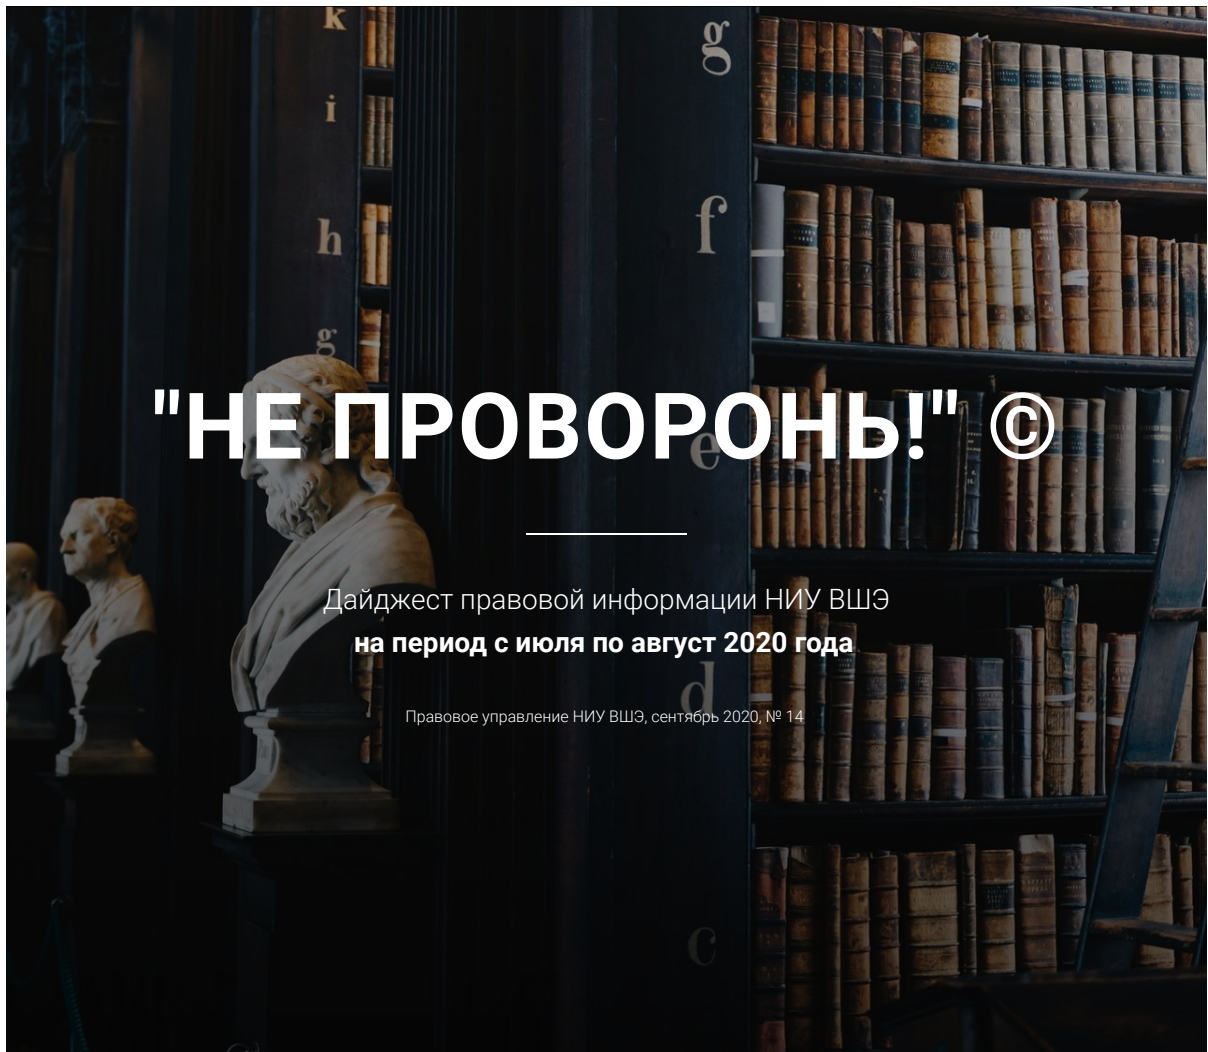 k
i
h
g
g
f
e
d
c
"НЕ ПРОВОРОНЬ!" ©
Дайджест правовой информации НИУ ВШЭ
на период с июля по август 2020 года
Правовое управление НИУ ВШЭ, сентябрь 2020, № 14